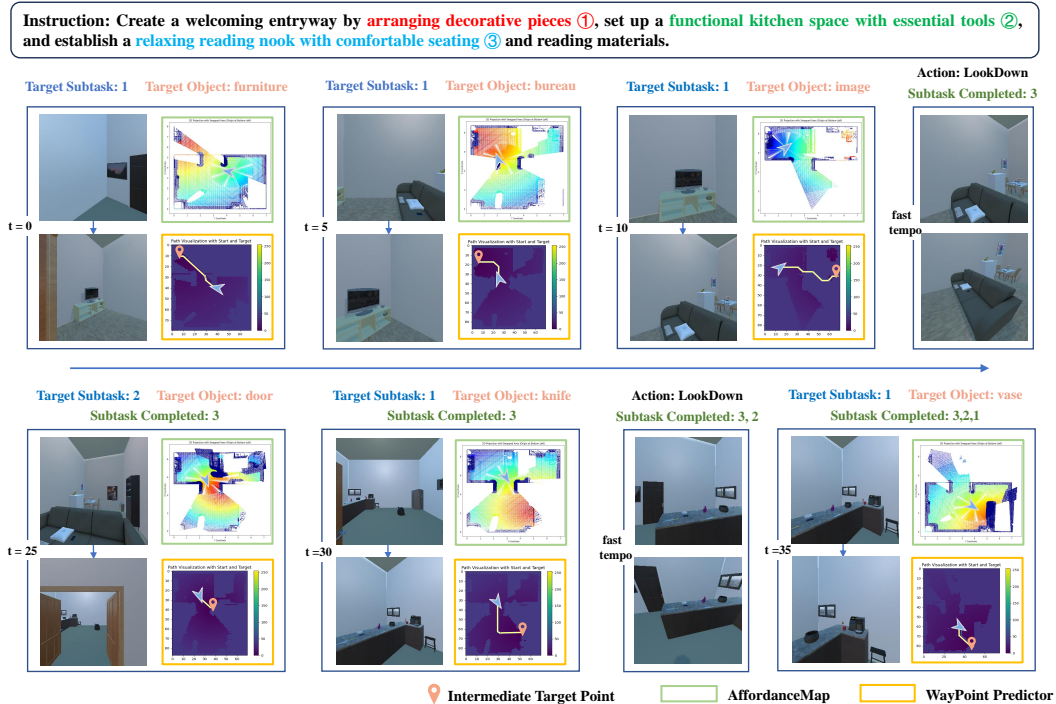 Instruction: Create a welcoming entryway by arranging decorative pieces ①, set up a functional kitchen space with essential tools ②,
and establish a relaxing reading nook with comfortable seating ③ and reading materials.
Target Subtask: 1 Target Object: furniture
Target Subtask: 1 Target Object: bureau
Target Subtask: 1 Target Object: image
Action: LookDown
Subtask Completed: 3
t = 0
t = 5
t = 10
fast
tempo
Path Visualization with Start and Target
Path Visualization with Start and Target
Path Visualization with Start and Target
Target Subtask: 2 Target Object: door
Subtask Completed: 3
Target Subtask: 1 Target Object: knife
Subtask Completed: 3
Action: LookDown
Subtask Completed: 3, 2
Target Subtask: 1 Target Object: vase
Subtask Completed: 3,2,1
t = 25
t =30
fast
tempo
t =35
Path Visualization with Start and Target
Path Visualization with Start and Target
Path Visualization with Start and Target
Intermediate Target Point
AffordanceMap
WayPoint Predictor